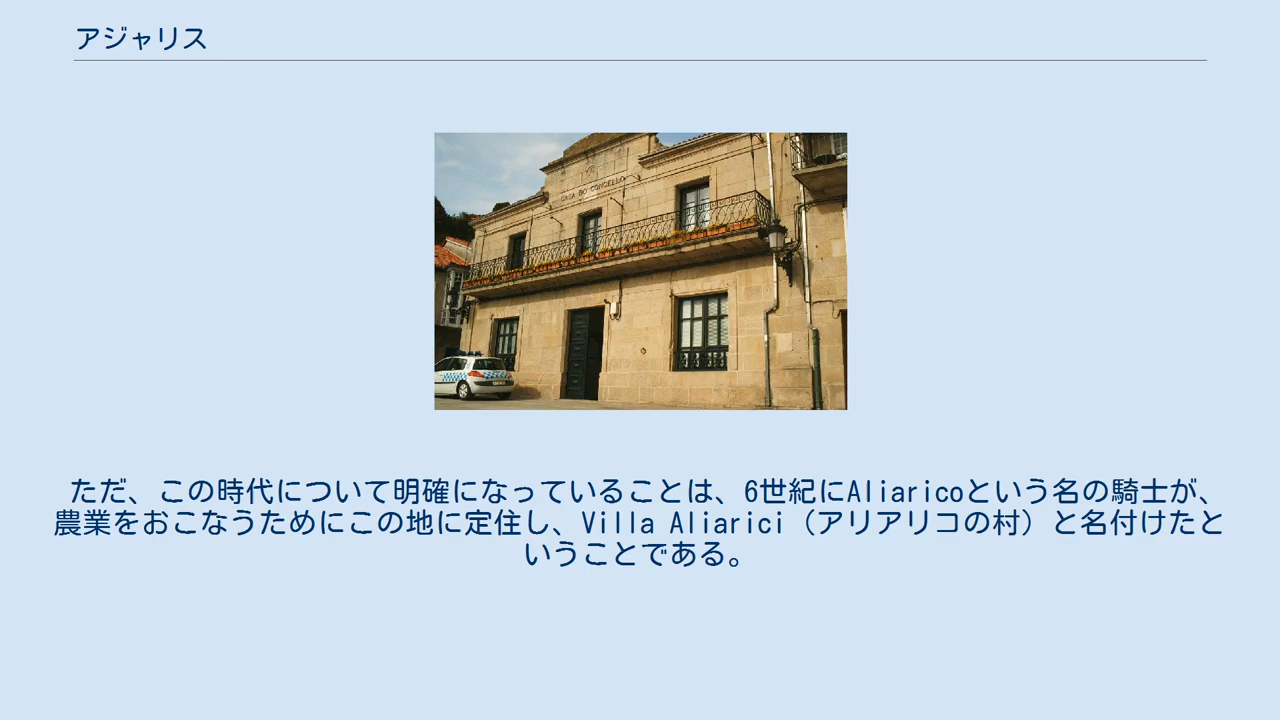 アジャリス
CASA DO CONCELLO
ただ、この時代について明確になっていることは、6世紀にAliaricoという名の騎士が、
農業をおこなうためにこの地に定住し、Villa Aliarici（アリアリコの村）と名付けたと
いうことである。